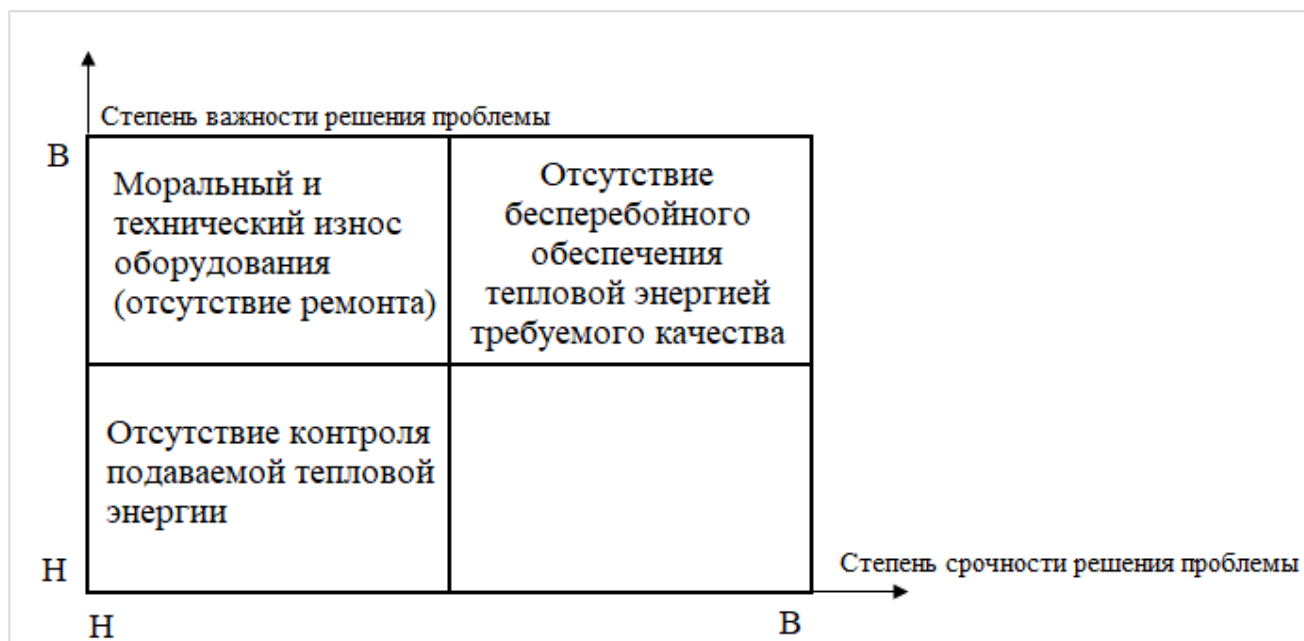 Степень важности решения проблемы
В
Моральный и
технический износ
оборудования
(отсутствие ремонта)
Отсутствие
бесперебойного
обеспечения
тепловой энергией
требуемого качества
Отсутствие контроля
подаваемой тепловой
энергии
Н
Степень срочности решения проблемы
Н
В